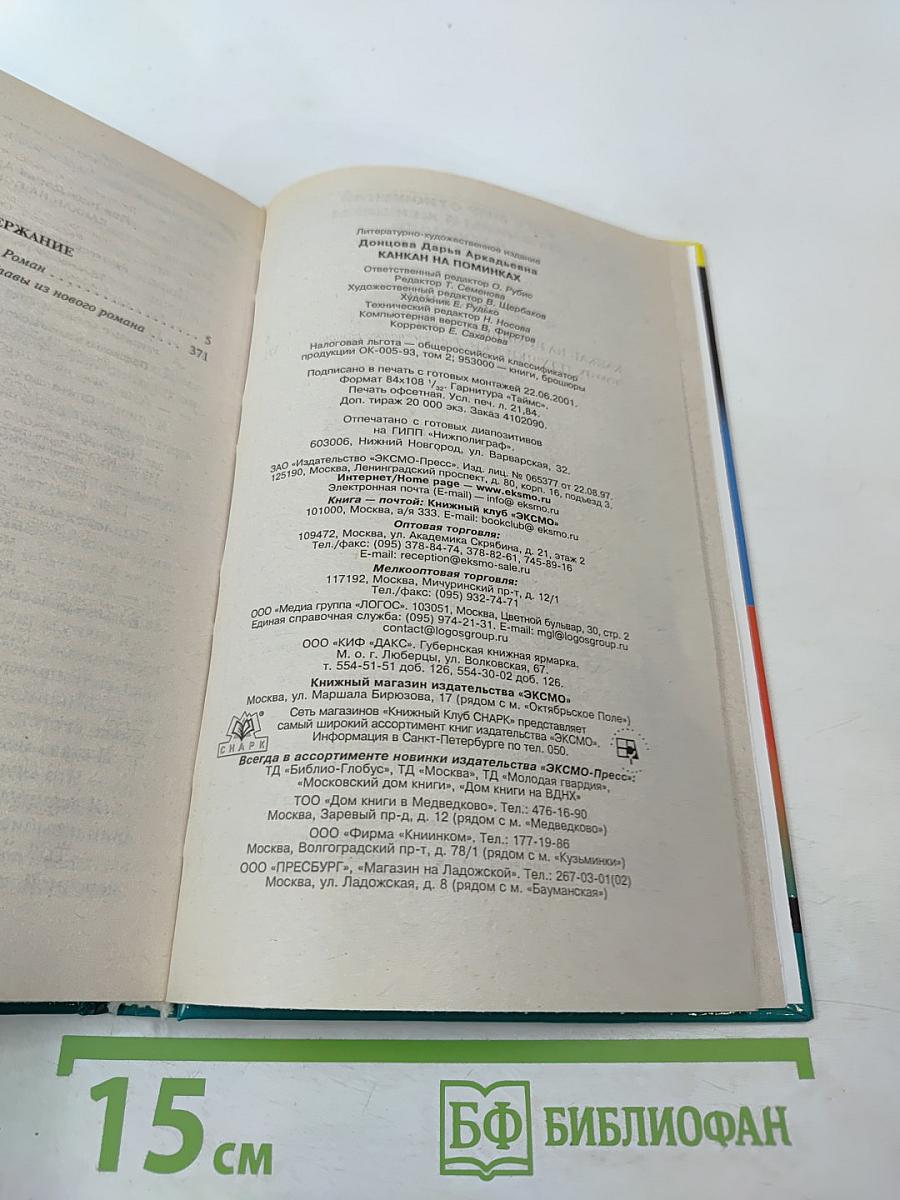 ЕРЖАНИЕ
Роман . . . . . . . . . . . . . . . . . . . 5
лавы из нового романа . . . . . 371
Литературно-художественное издание
Донцова Дарья Аркадьевна
КАНКАН НА ПОМИНКАХ
Ответственный редактор О. Рубис
Редактор Т. Семенова
Художественный редактор В. Щербаков
Художник Е. Рудько
Технический редактор Н. Носова
Компьютерная верстка В. Фирстов
Корректор Е. Сахарова
Налоговая льгота — общероссийский классификатор
продукции ОК-005-93, том 2; 953000 — книги, брошюры
Подписано в печать с готовых монтажей 22.06.2001.
Формат 84x108 1/32. Гарнитура «Таймс».
Печать офсетная. Усл. печ. л. 21,84.
Доп. тираж 20 000 экз. Заказ 4102090.
Отпечатано с готовых диапозитивов
на ГИПП «Нижполиграф».
603006, Нижний Новгород, ул. Варварская, 32.
ЗАО «Издательство «ЭКСМО-Пресс». Изд. лиц. № 065377 от 22.08.97.
125190, Москва, Ленинградский проспект, д. 80, корп. 16, подъезд 3.
Интернет/Home page — www.eksmo.ru
Электронная почта (E-mail) — info@ eksmo.ru
Книга — почтой: Книжный клуб «ЭКСМО»
101000, Москва, а/я 333. E-mail: bookclub@ eksmo.ru
Оптовая торговля:
109472, Москва, ул. Академика Скрябина, д. 21, этаж 2
Тел./факс: (095) 378-84-74, 378-82-61, 745-89-16
E-mail: reception@eksmo-sale.ru
Мелкооптовая торговля:
117192, Москва, Мичуринский пр-т, д. 12/1
Тел./факс: (095) 932-74-71
ООО «Медиа группа «ЛОГОС». 103051, Москва, Цветной бульвар, 30, стр. 2
Единая справочная служба: (095) 974-21-31. E-mail: mgl@logosgroup.ru
contact@logosgroup.ru
ООО «КИФ «ДАКС». Губернская книжная ярмарка.
М. о. г. Люберцы, ул. Волковская, 67.
т. 554-51-51 доб. 126, 554-30-02 доб. 126.
Книжный магазин издательства «ЭКСМО»
Москва, ул. Маршала Бирюзова, 17 (рядом с м. «Октябрьское Поле»)
Сеть магазинов «Книжный Клуб СНАРК» представляет
самый широкий ассортимент книг издательства «ЭКСМО».
Информация в Санкт-Петербурге по тел. 050.
СНАРК
Всегда в ассортименте новинки издательства «ЭКСМО-Пресс»:
ТД «Библио-Глобус», ТД «Москва», ТД «Молодая гвардия»,
«Московский дом книги», «Дом книги на ВДНХ»
ТОО «Дом книги в Медведково». Тел.: 476-16-90
Москва, Заревый пр-д, д. 12 (рядом с м. «Медведково»)
ООО «Фирма «Книинком». Тел.: 177-19-86
Москва, Волгоградский пр-т, д. 78/1 (рядом с м. «Кузьминки»)
ООО «ПРЕСБУРГ», «Магазин на Ладожской». Тел.: 267-03-01(02)
Москва, ул. Ладожская, д. 8 (рядом с м. «Бауманская»)
15 см
БФ БИБЛИОФАН